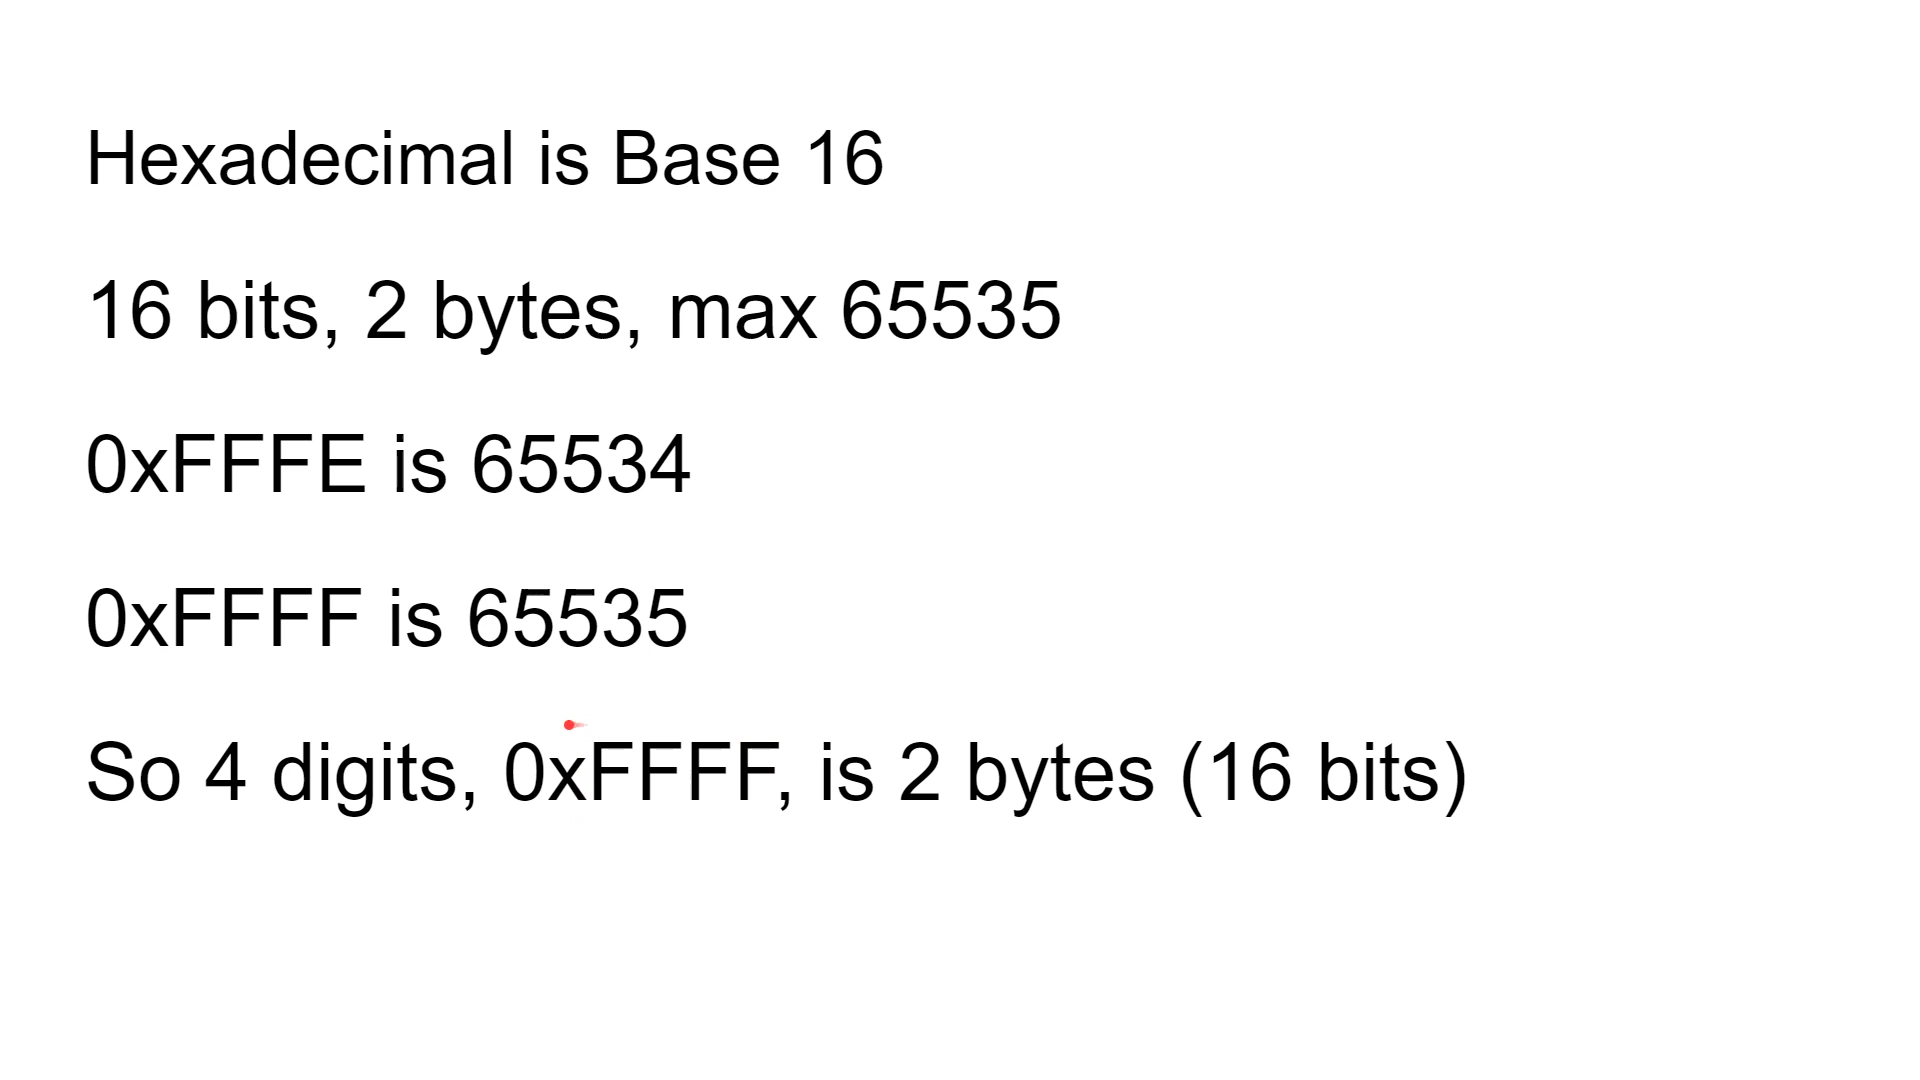 Hexadecimal is Base 16
16 bits, 2 bytes, max 65535
0xFFFE is 65534
0xFFFF is 65535
So 4 digits, 0xFFFF, is 2 bytes (16 bits)